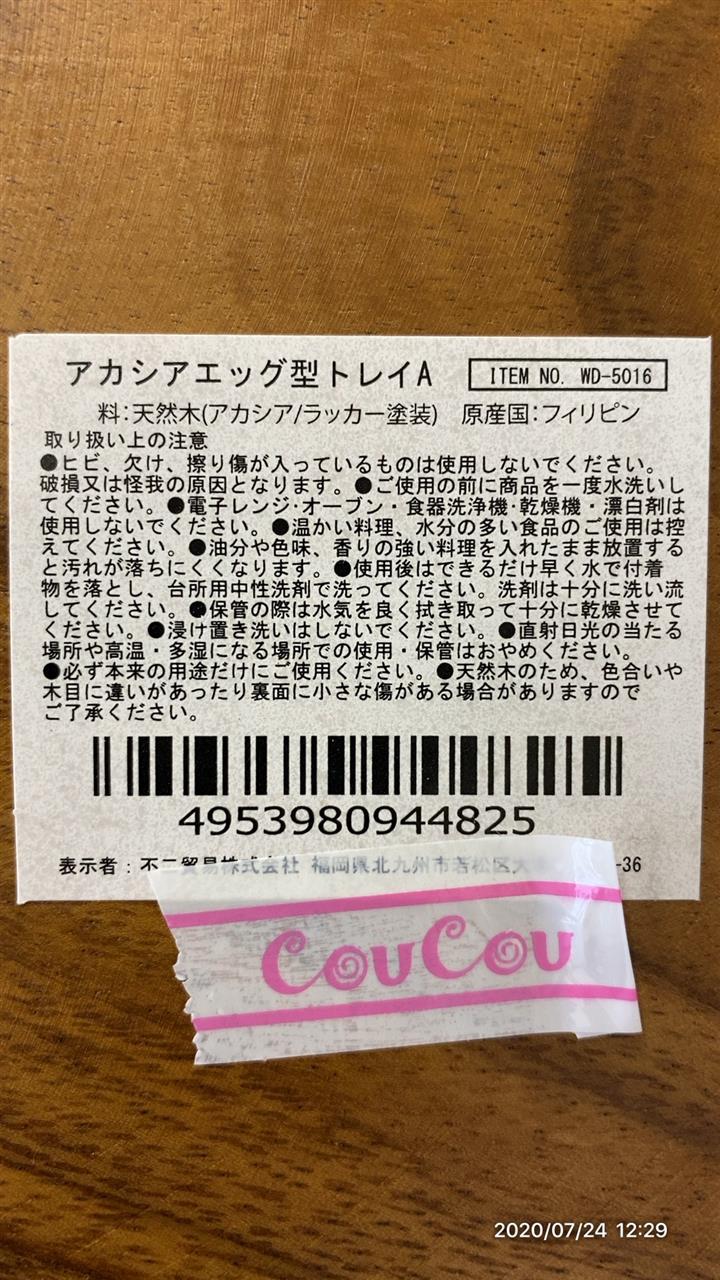 アカシアエッグ型トレイA ITEM NO. WD-5016
料:天然木(アカシア/ラッカー塗装) 原産国:フィリピン
取り扱い上の注意
●ヒビ、欠け、擦り傷が入っているものは使用しないでください。
破損又は怪我の原因となります。●ご使用の前に商品を一度水洗いし
てください。●電子レンジ・オーブン・食器洗浄機・乾燥機・漂白剤は
使用しないでください。●温かい料理、水分の多い食品のご使用は控
えてください。●油分や色味、香りの強い料理を入れたまま放置する
と汚れが落ちにくくなります。●使用後はできるだけ早く水で付着
物を落とし、台所用中性洗剤で洗ってください。洗剤は十分に洗い流
してください。●保管の際は水気を良く拭き取って十分に乾燥させて
ください。●浸け置き洗いはしないでください。●直射日光の当たる
場所や高温・多湿になる場所での使用・保管はおやめください。
●必ず本来の用途だけにご使用ください。●天然木のため、色合いや
木目に違いがあったり裏面に小さな傷がある場合がありますので
ご了承ください。
4953980944825
表示者:不二貿易株式会社 福岡県北九州市若松区 -36
CouCou
2020/07/24 12:29